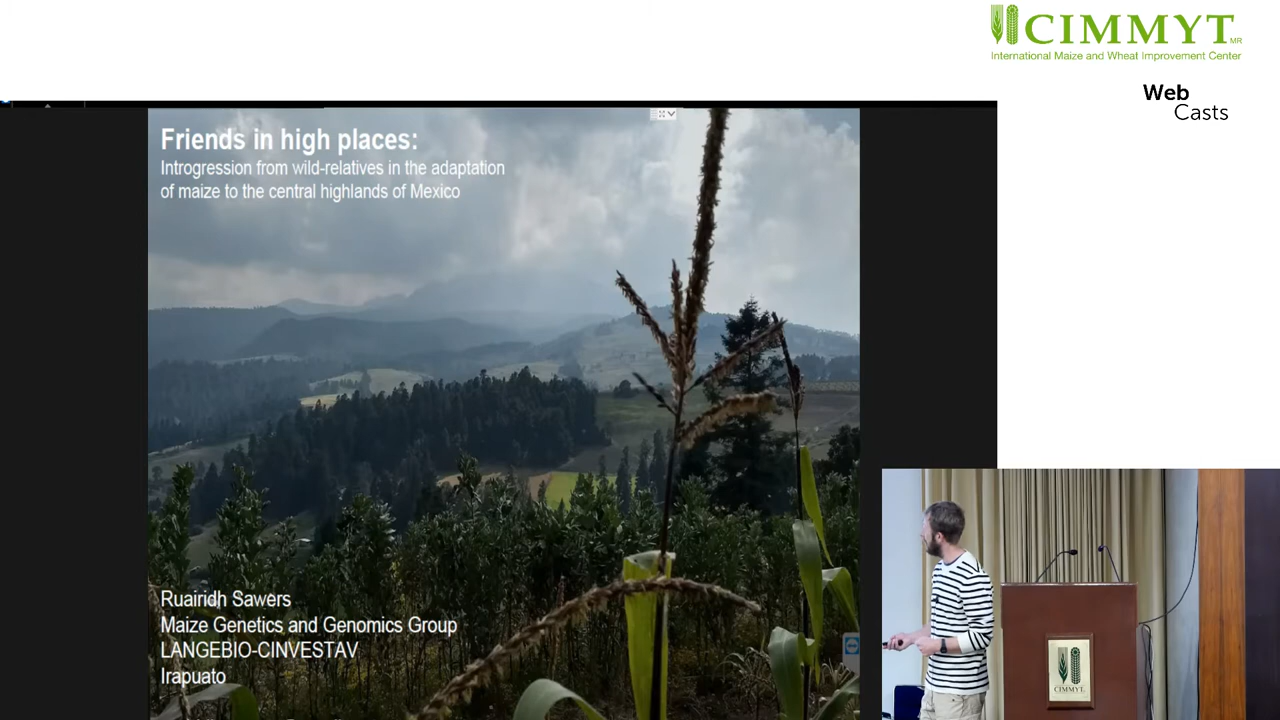 CIMMYT MR
International Maize and Wheat Improvement Center
Web
Casts
Friends in high places:
Introgression from wild-relatives in the adaptation
of maize to the central highlands of Mexico
Ruairidh Sawers
Maize Genetics and Genomics Group
LANGEBIO-CINVESTAV
Irapuato
CIMMYT